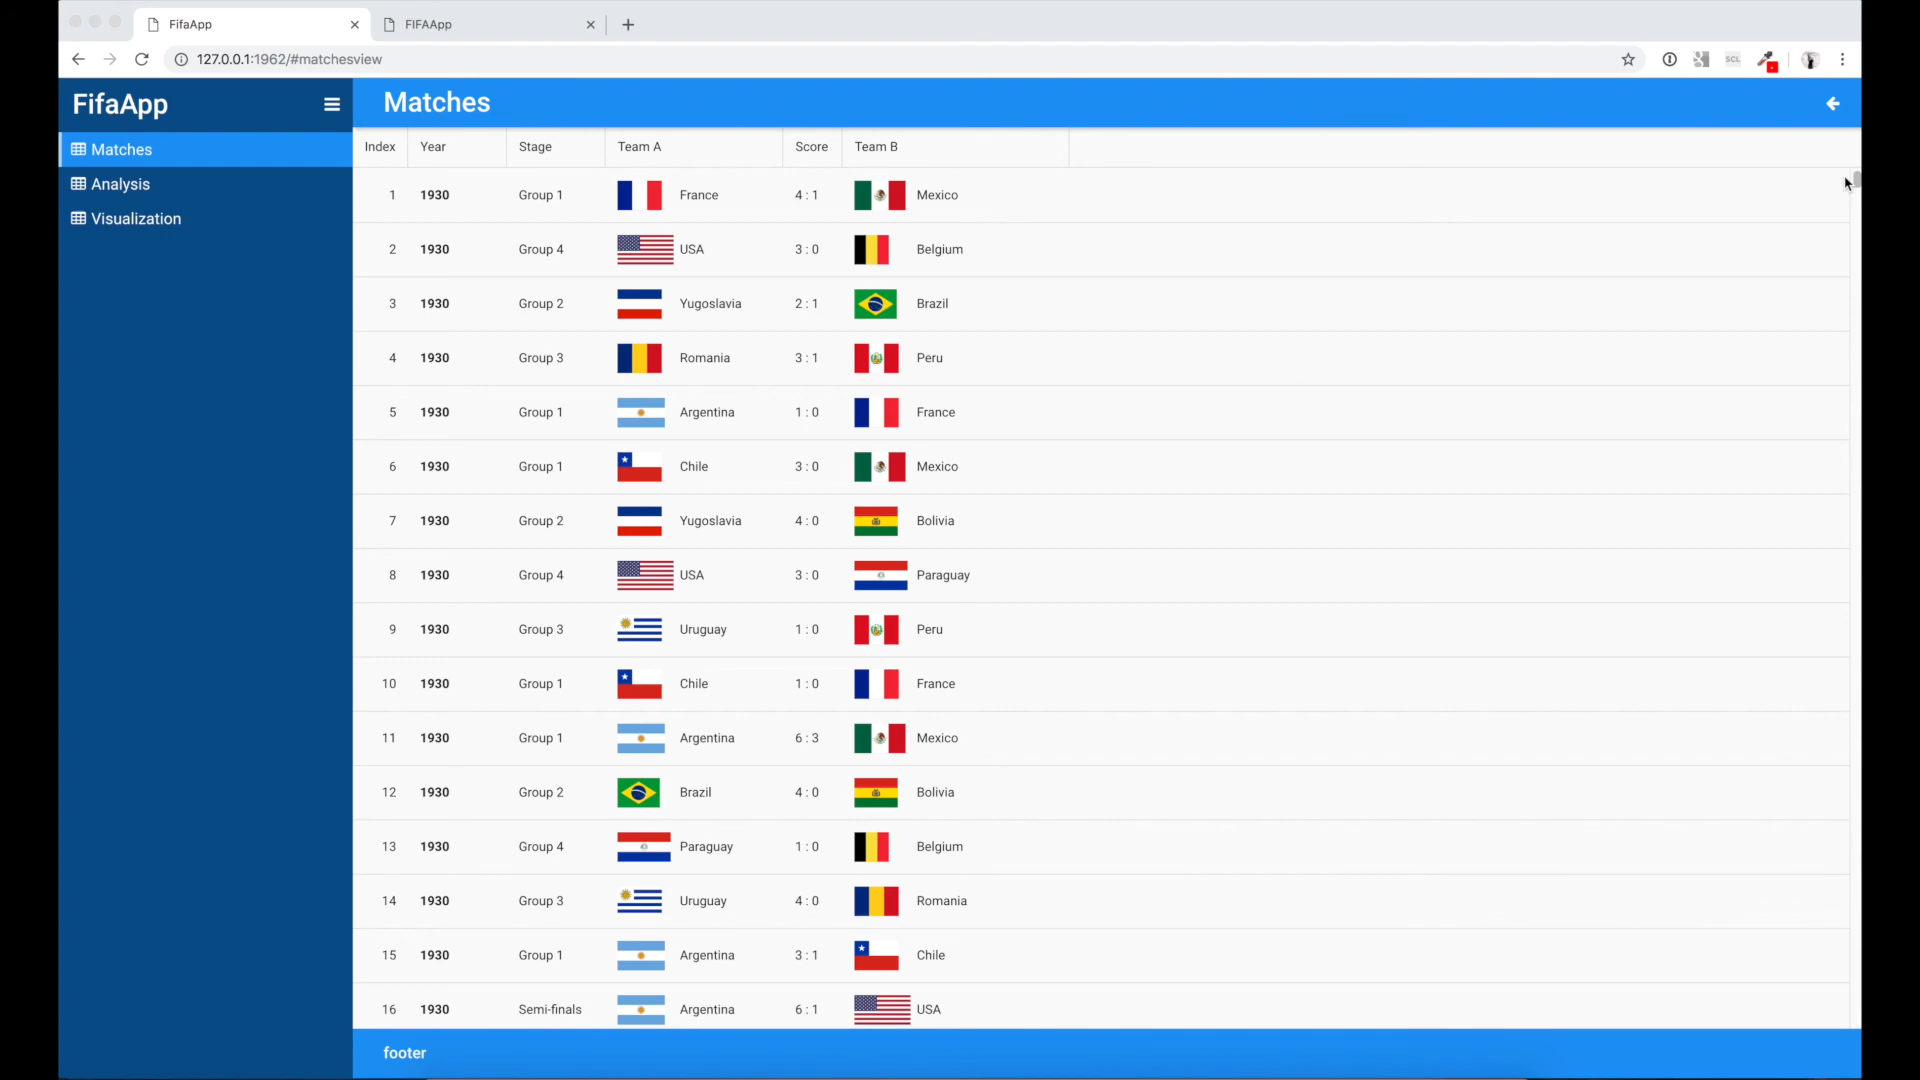 FifaApp
FIFAApp
127.0.0.1:1962/#matchesview
SCL
FifaApp
Matches
Matches
Analysis
Visualization
Index Year Stage Team A Score Team B
1 1930 Group 1 France 4 : 1 Mexico
2 1930 Group 4 USA 3 : 0 Belgium
3 1930 Group 2 Yugoslavia 2 : 1 Brazil
4 1930 Group 3 Romania 3 : 1 Peru
5 1930 Group 1 Argentina 1 : 0 France
6 1930 Group 1 Chile 3 : 0 Mexico
7 1930 Group 2 Yugoslavia 4 : 0 Bolivia
8 1930 Group 4 USA 3 : 0 Paraguay
9 1930 Group 3 Uruguay 1 : 0 Peru
10 1930 Group 1 Chile 1 : 0 France
11 1930 Group 1 Argentina 6 : 3 Mexico
12 1930 Group 2 Brazil 4 : 0 Bolivia
13 1930 Group 4 Paraguay 1 : 0 Belgium
14 1930 Group 3 Uruguay 4 : 0 Romania
15 1930 Group 1 Argentina 3 : 1 Chile
16 1930 Semi-finals Argentina 6 : 1 USA
footer